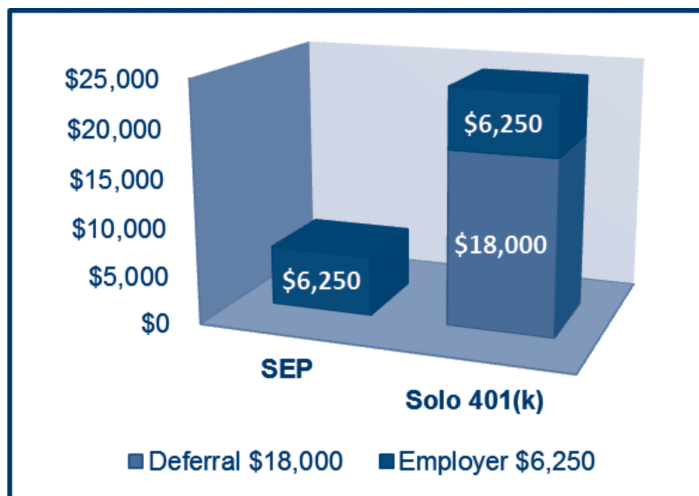 $25,000
$20,000
$15,000
$10,000
$5,000
$0
$6,250
$6,250
$18,000
SEP
Solo 401(k)
Deferral $18,000
Employer $6,250